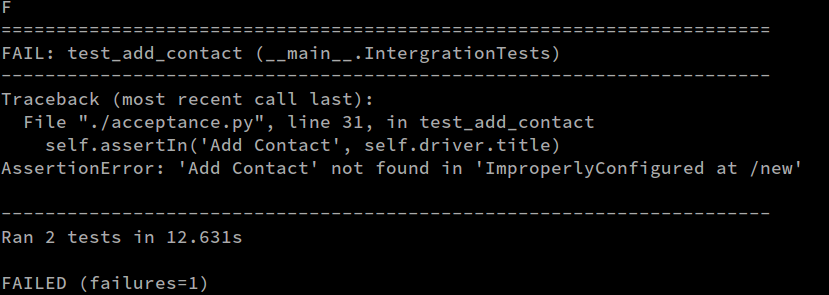 F
======================================================================
FAIL: test_add_contact (__main__.IntergrationTests)
----------------------------------------------------------------------
Traceback (most recent call last):
  File "./acceptance.py", line 31, in test_add_contact
    self.assertIn('Add Contact', self.driver.title)
AssertionError: 'Add Contact' not found in 'ImproperlyConfigured at /new'

----------------------------------------------------------------------
Ran 2 tests in 12.631s

FAILED (failures=1)